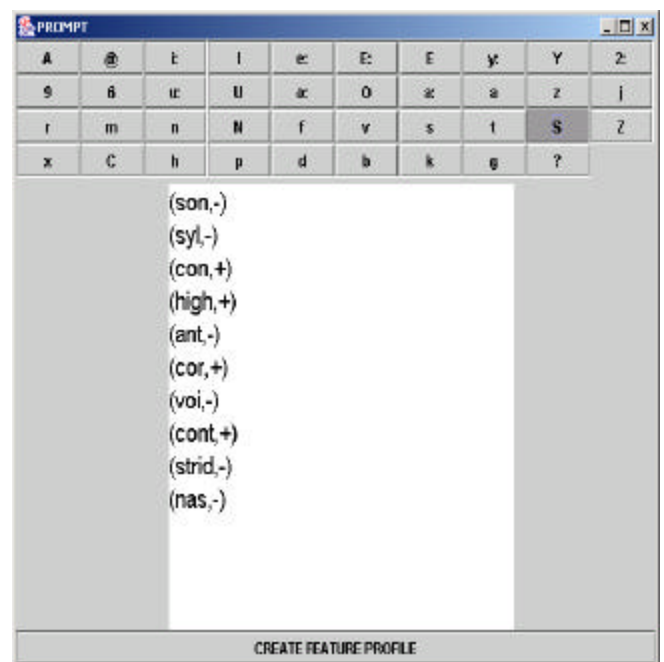 PROMPT
A @ I e: E: E y: Y 2:
9 6 u: U O a z j
r m n N f v s t S Z
x C h p d b k g ?
(son,-)
(syl,-)
(con,+)
(high,+)
(ant,-)
(cor,+)
(voi,-)
(cont,+)
(strid,-)
(nas,-)
CREATE FEATURE PROFILE